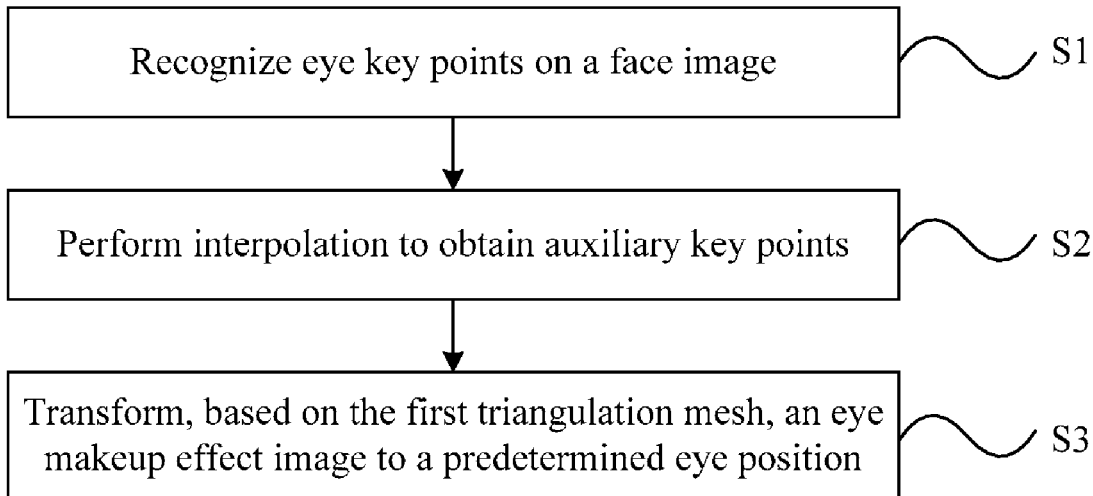 Recognize eye key points on a face image
S1
Perform interpolation to obtain auxiliary key points
S2
Transform, based on the first triangulation mesh, an eye
makeup effect image to a predetermined eye position
S3